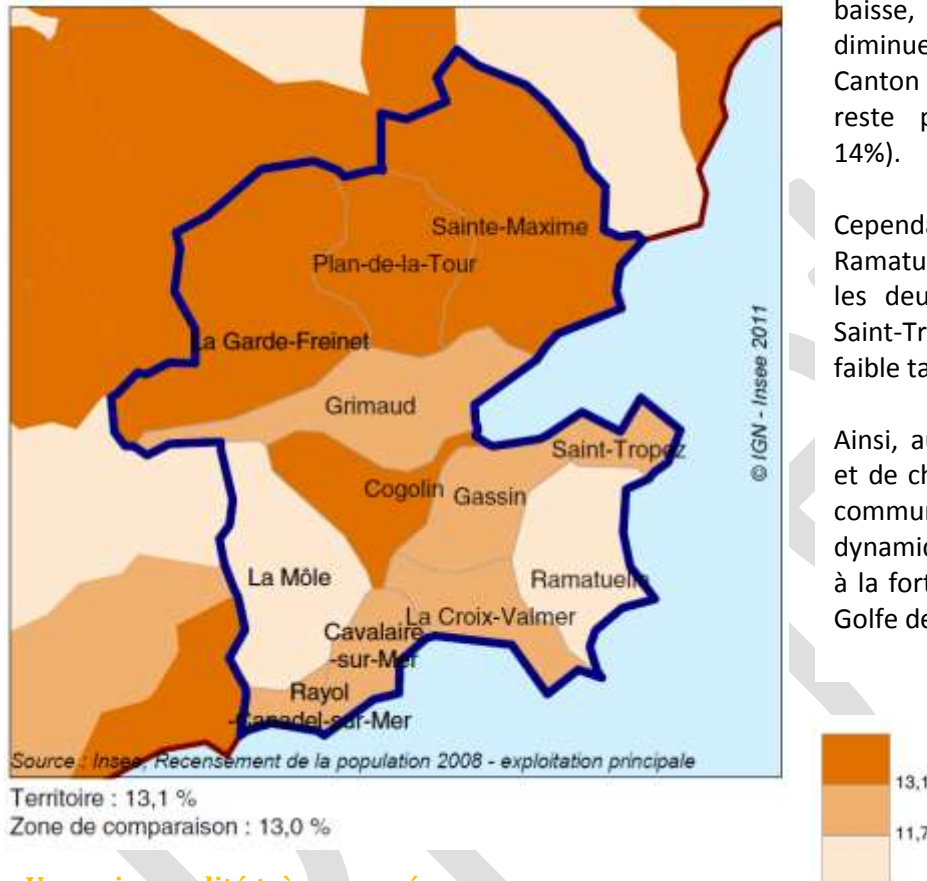 Sainte-Maxime
Plan-de-la-Tour
La Garde-Freinet
Grimaud
Saint-Tropez
Cogolin
Gassin
La Môle
Ramatuelle
La Croix-Valmer
Cavalaire
-sur-Mer
Rayol
-Canadel-sur-Mer
© IGN - Insee 2011
Source : Insee, Recensement de la population 2008 - exploitation principale
Territoire : 13,1 %
Zone de comparaison : 13,0 %
baisse,
diminue
Canton
reste p
14%).
Cependa
Ramatu
les deu
Saint-Tr
faible ta
Ainsi, au
et de ch
commun
dynamic
à la fort
Golfe de
13,1
11,7